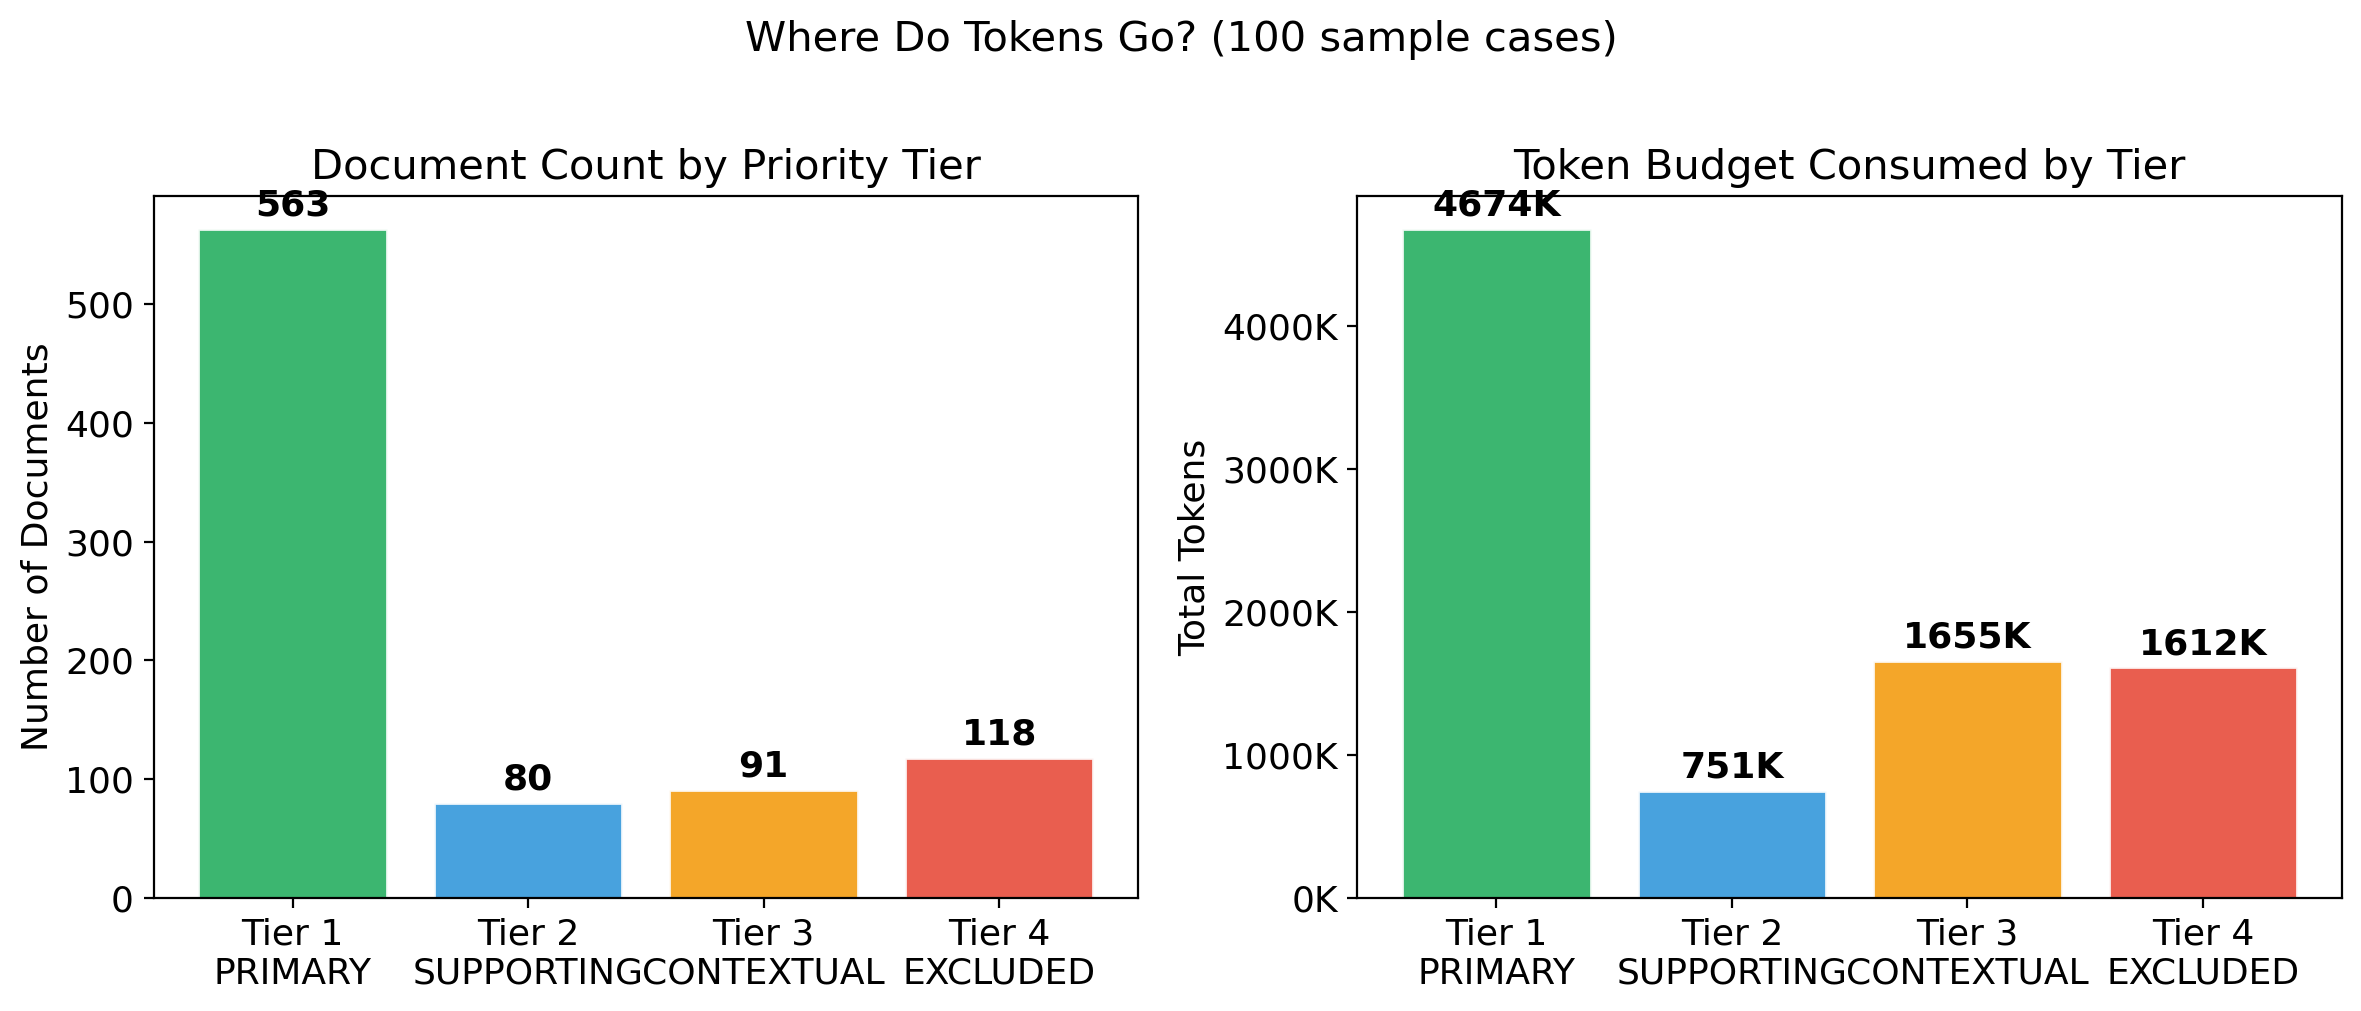 Where Do Tokens Go? (100 sample cases)
Document Count by Priority Tier
563
80
91
118
500
400
300
200
100
0
Number of Documents
Tier 1
PRIMARY
Tier 2
SUPPORTING
Tier 3
CONTEXTUAL
Tier 4
EXCLUDED
Token Budget Consumed by Tier
4674K
751K
1655K
1612K
4000K
3000K
2000K
1000K
0K
Total Tokens
Tier 1
PRIMARY
Tier 2
SUPPORTING
Tier 3
CONTEXTUAL
Tier 4
EXCLUDED